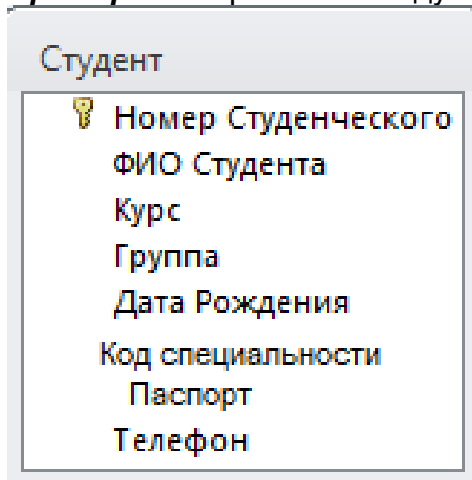 Студент
Номер Студенческого
ФИО Студента
Курс
Группа
Дата Рождения
Код специальности
Паспорт
Телефон